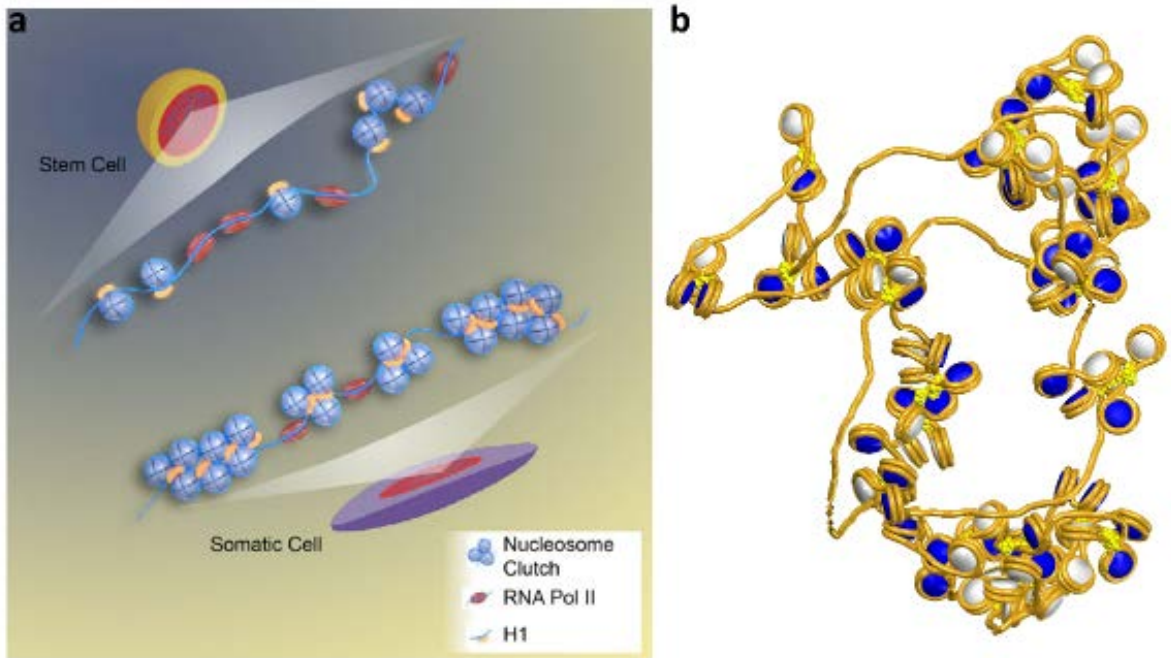 a
b
Stem Cell
Somatic Cell
Nucleosome
Clutch
RNA Pol II
H1